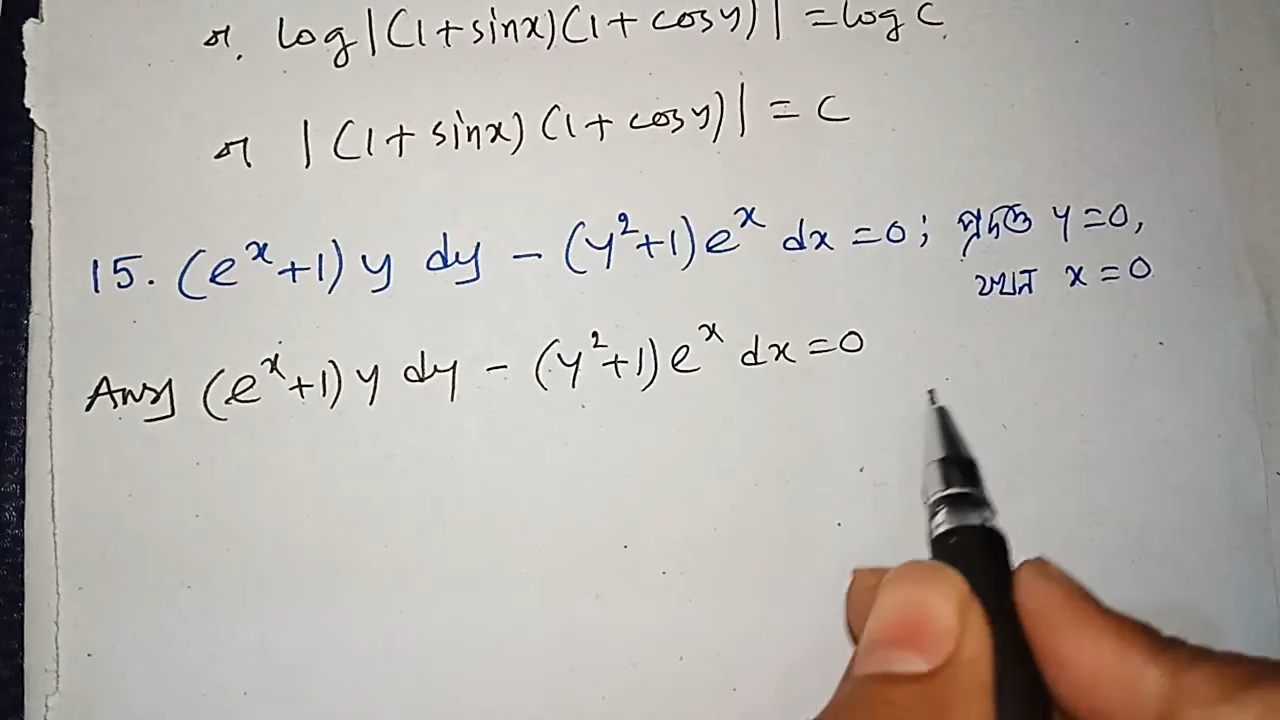 বা, log|(1+sinx)(1+cosy)| = log c
বা |(1+sinx)(1+cosy)| = c
15. (eˣ+1) y dy - (y²+1)eˣ dx = 0 ; প্রদত্ত y=0,
যখন x=0
Ans (eˣ+1) y dy - (y²+1)eˣ dx = 0